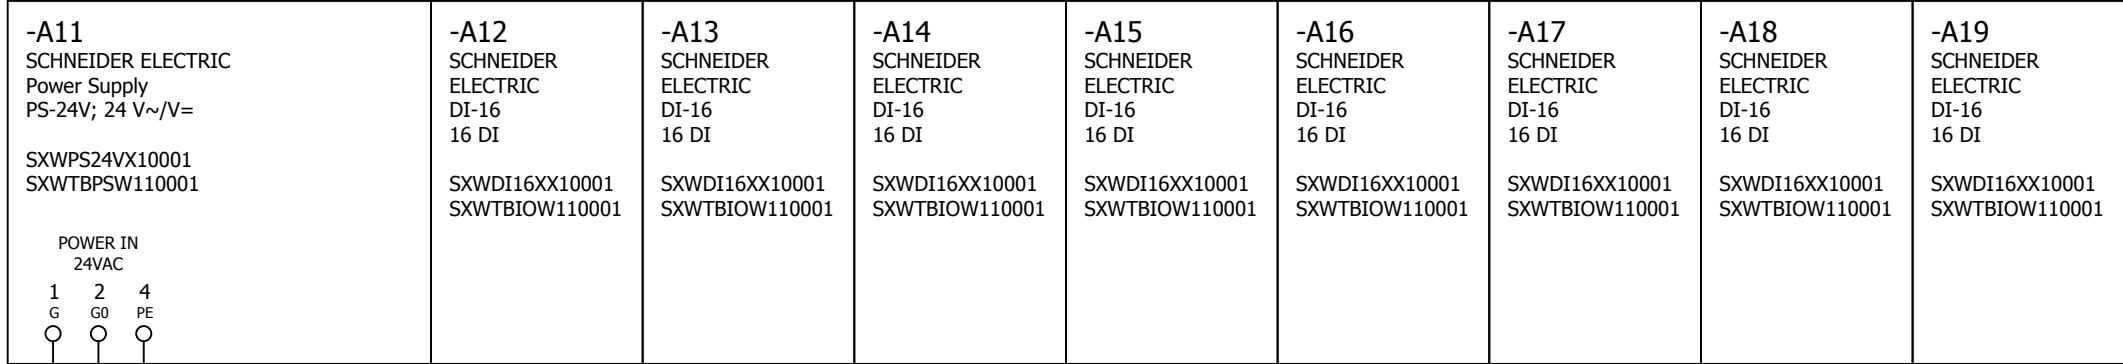 -A11
SCHNEIDER ELECTRIC
Power Supply
PS-24V; 24 V~/V=
SXWPS24VX10001
SXWTBPSW110001
POWER IN
24VAC
1 2 4
G G0 PE
-A12
SCHNEIDER
ELECTRIC
DI-16
16 DI
SXWDI16XX10001
SXWTBIOW110001
-A13
SCHNEIDER
ELECTRIC
DI-16
16 DI
SXWDI16XX10001
SXWTBIOW110001
-A14
SCHNEIDER
ELECTRIC
DI-16
16 DI
SXWDI16XX10001
SXWTBIOW110001
-A15
SCHNEIDER
ELECTRIC
DI-16
16 DI
SXWDI16XX10001
SXWTBIOW110001
-A16
SCHNEIDER
ELECTRIC
DI-16
16 DI
SXWDI16XX10001
SXWTBIOW110001
-A17
SCHNEIDER
ELECTRIC
DI-16
16 DI
SXWDI16XX10001
SXWTBIOW110001
-A18
SCHNEIDER
ELECTRIC
DI-16
16 DI
SXWDI16XX10001
SXWTBIOW110001
-A19
SCHNEIDER
ELECTRIC
DI-16
16 DI
SXWDI16XX10001
SXWTBIOW110001